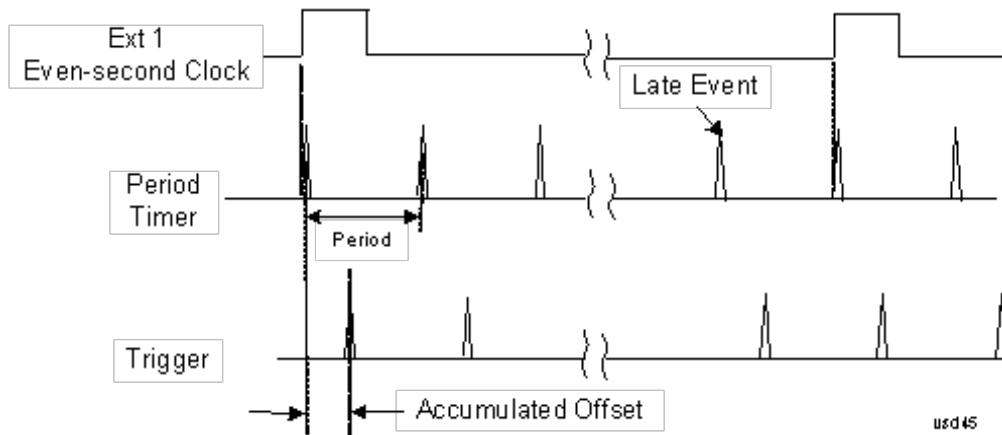 Ext 1
Even-second Clock
Late Event
Period
Timer
Period
Trigger
Accumulated Offset
usd45